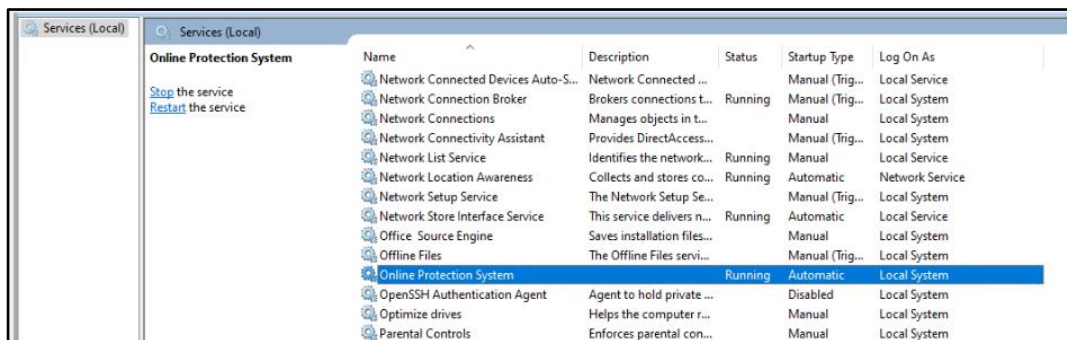 Services (Local)
Services (Local)
Online Protection System
Stop the service
Restart the service
Name Description Status Startup Type Log On As
Network Connected Devices Auto-S... Network Connected ... Manual (Trig... Local Service
Network Connection Broker Brokers connections t... Running Manual (Trig... Local System
Network Connections Manages objects in t... Manual Local System
Network Connectivity Assistant Provides DirectAccess... Manual (Trig... Local System
Network List Service Identifies the network... Running Manual Local Service
Network Location Awareness Collects and stores co... Running Automatic Network Service
Network Setup Service The Network Setup Se... Manual (Trig... Local System
Network Store Interface Service This service delivers n... Running Automatic Local Service
Office Source Engine Saves installation files... Manual Local System
Offline Files The Offline Files servi... Manual (Trig... Local System
Online Protection System Running Automatic Local System
OpenSSH Authentication Agent Agent to hold private ... Disabled Local System
Optimize drives Helps the computer r... Manual Local System
Parental Controls Enforces parental con... Manual Local System